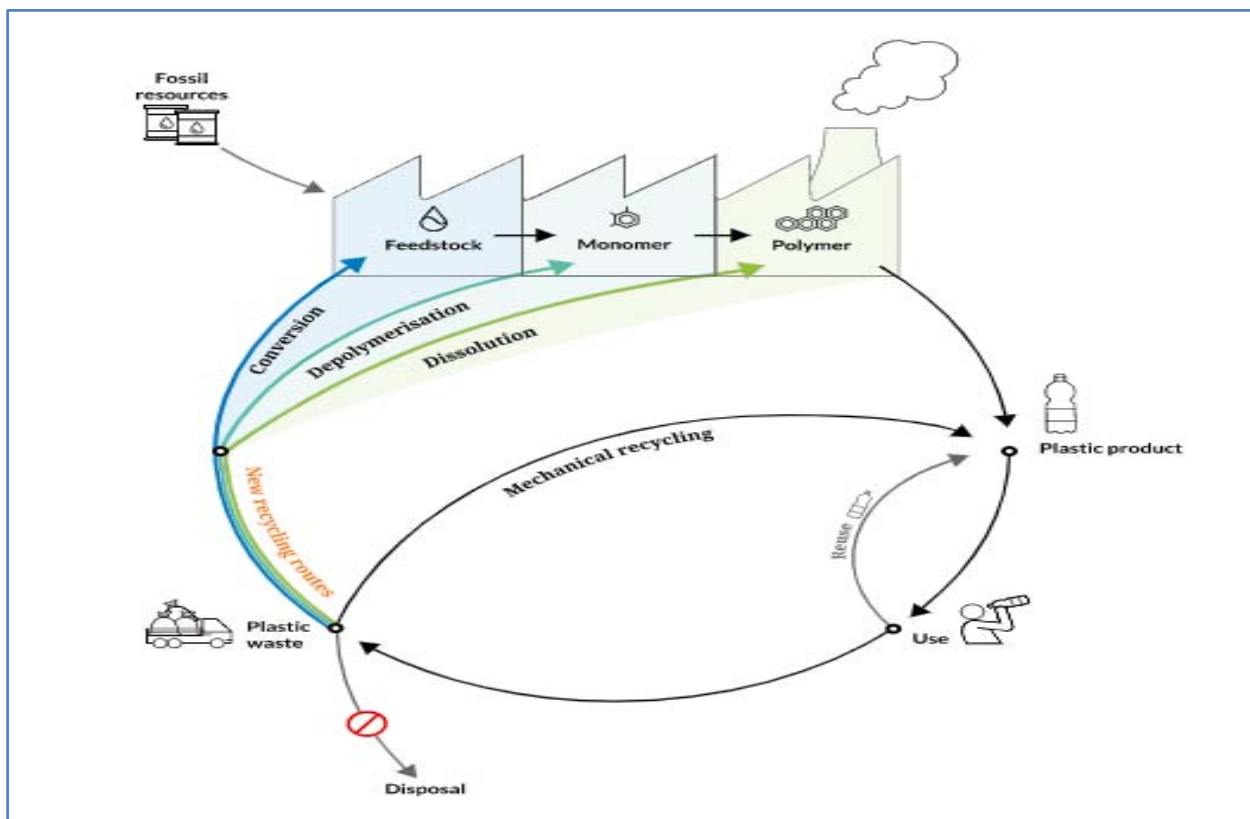 Fossil
resources
Feedstock
Monomer
Polymer
Conversion
Depolymerisation
Dissolution
Plastic product
Mechanical recycling
New recycling routes
Reuse
Plastic
waste
Use
Disposal